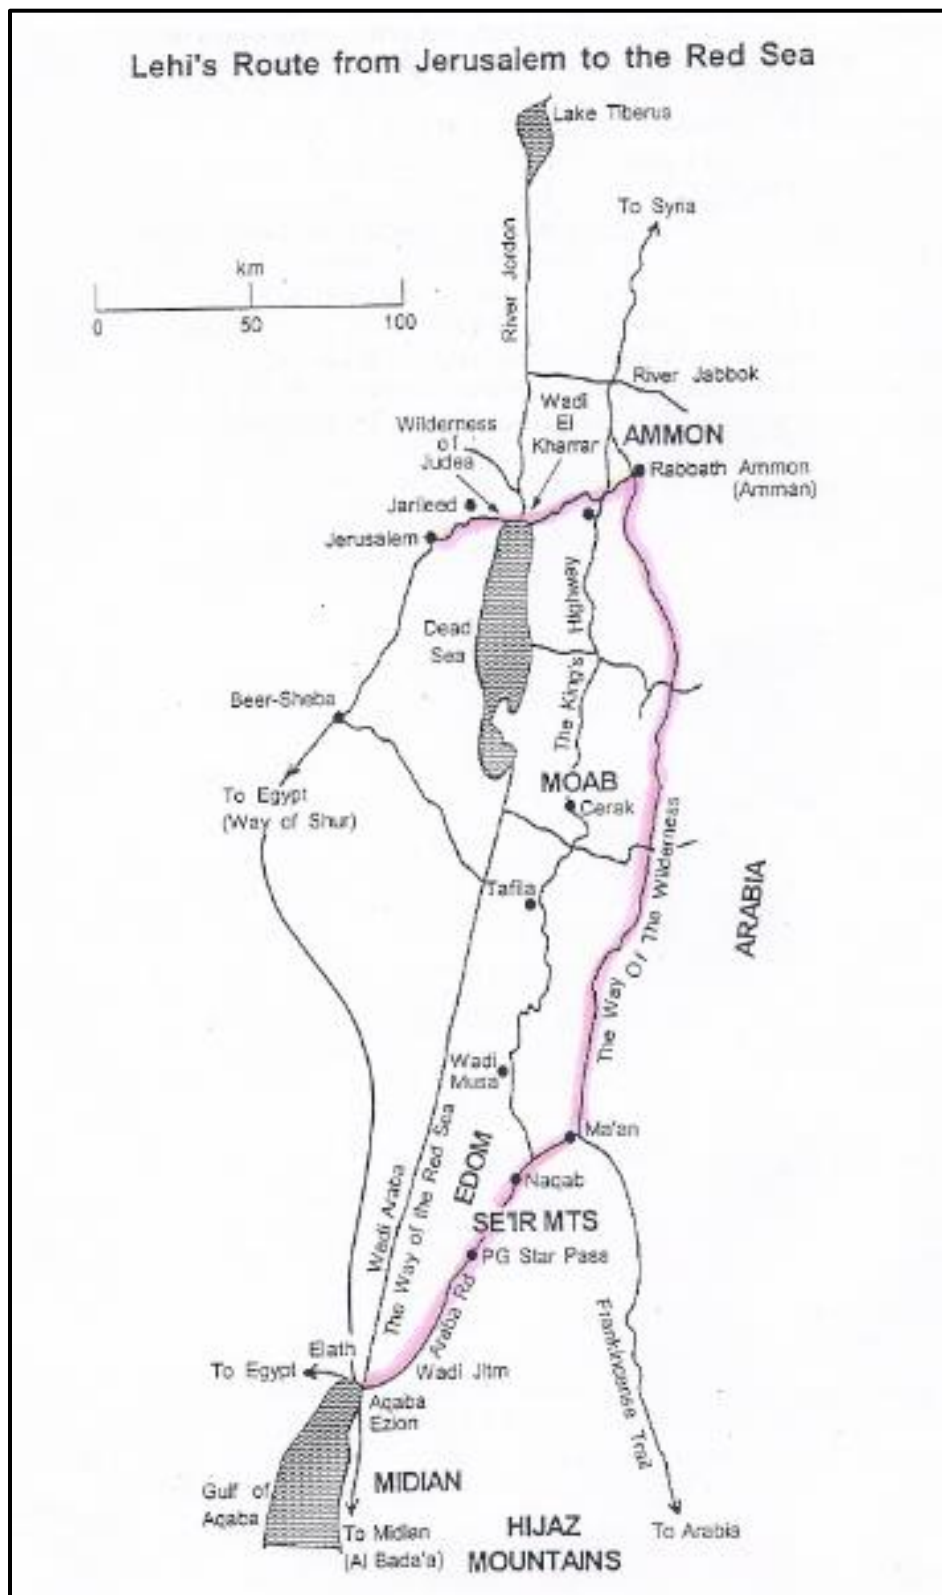 Lehi's Route from Jerusalem to the Red Sea
Lake Tiberus
To Syria
River Jordon
km
0
50
100
River Jabbok
Wadi
El
Kharrar
Wilderness
of
Judea
AMMON
Rabbath Ammon
(Amman)
Jarileed
Jerusalem
Dead
Sea
The King's Highway
Beer-Sheba
To Egypt
(Way of Shur)
MOAB
Cerak
Tafila
The Way Of The Wilderness
ARABIA
Wadi
Musa
Ma'an
Wadi Araba
The Way of the Red Sea
EDOM
Naqab
SE'IR MTS
PG Star Pass
Araba Rd
Frankincense Trail
Elath
To Egypt
Wadi Jitm
Aqaba
Ezion
Gulf of
Aqaba
MIDIAN
To Midian
(Al Bada'a)
HIJAZ
MOUNTAINS
To Arabia